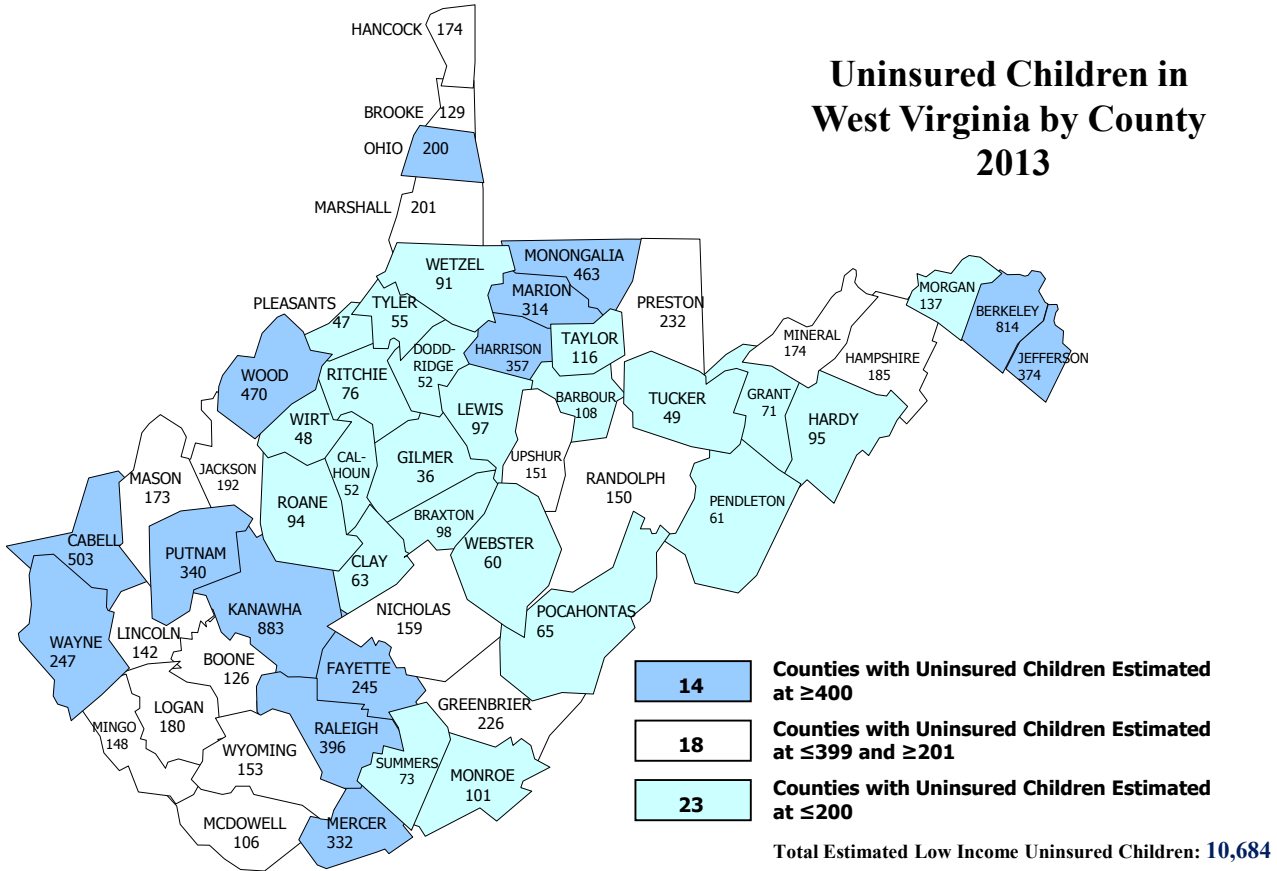 Uninsured Children in
West Virginia by County
2013
HANCOCK 174
BROOKE 129
OHIO 200
MARSHALL 201
WETZEL
91
MONONGALIA
463
MARION
314
PRESTON
232
PLEASANTS
47
TYLER
55
DODD-
RIDGE
52
HARRISON
357
TAYLOR
116
MINERAL
174
HAMPSHIRE
185
MORGAN
137
BERKELEY
814
JEFFERSON
374
WOOD
470
RITCHIE
76
WIRT
48
LEWIS
97
BARBOUR
108
TUCKER
49
GRANT
71
HARDY
95
CAL-
HOUN
52
GILMER
36
UPSHUR
151
RANDOLPH
150
PENDLETON
61
MASON
173
JACKSON
192
ROANE
94
BRAXTON
98
WEBSTER
60
CABELL
503
PUTNAM
340
CLAY
63
KANAWHA
883
NICHOLAS
159
POCAHONTAS
65
WAYNE
247
LINCOLN
142
BOONE
126
FAYETTE
245
GREENBRIER
226
LOGAN
180
MINGO
148
WYOMING
153
RALEIGH
396
SUMMERS
73
MONROE
101
MCDOWELL
106
MERCER
332
14
Counties with Uninsured Children Estimated
at ≥400
18
Counties with Uninsured Children Estimated
at ≤399 and ≥201
23
Counties with Uninsured Children Estimated
at ≤200
Total Estimated Low Income Uninsured Children: 10,684